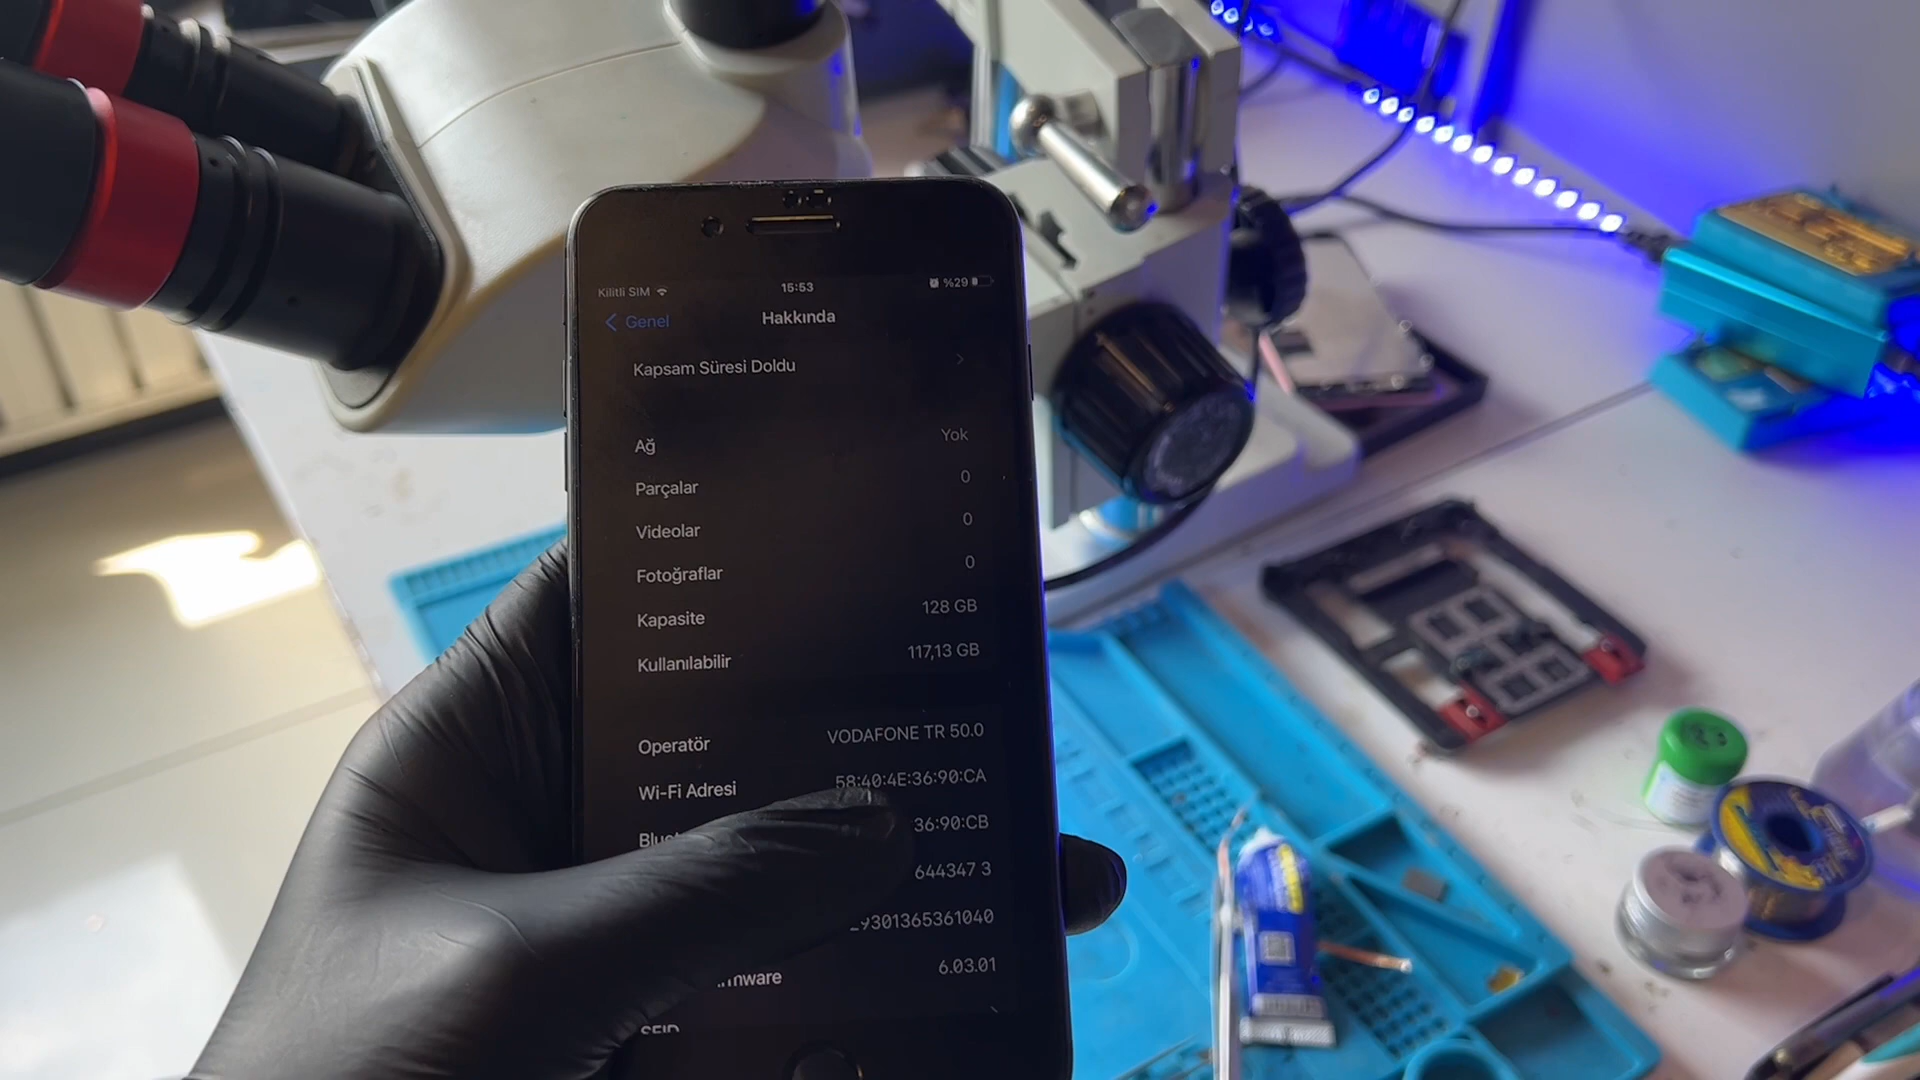 Kilitli SIM 15:53 %29
Genel Hakkında
Kapsam Süresi Doldu
Ağ Yok
Parçalar 0
Videolar 0
Fotoğraflar 0
Kapasite 128 GB
Kullanılabilir 117,13 GB
Operatör VODAFONE TR 50.0
Wi-Fi Adresi 58:40:4E:36:90:CA
36:90:CB
644347 3
9301365361040
6.03.01